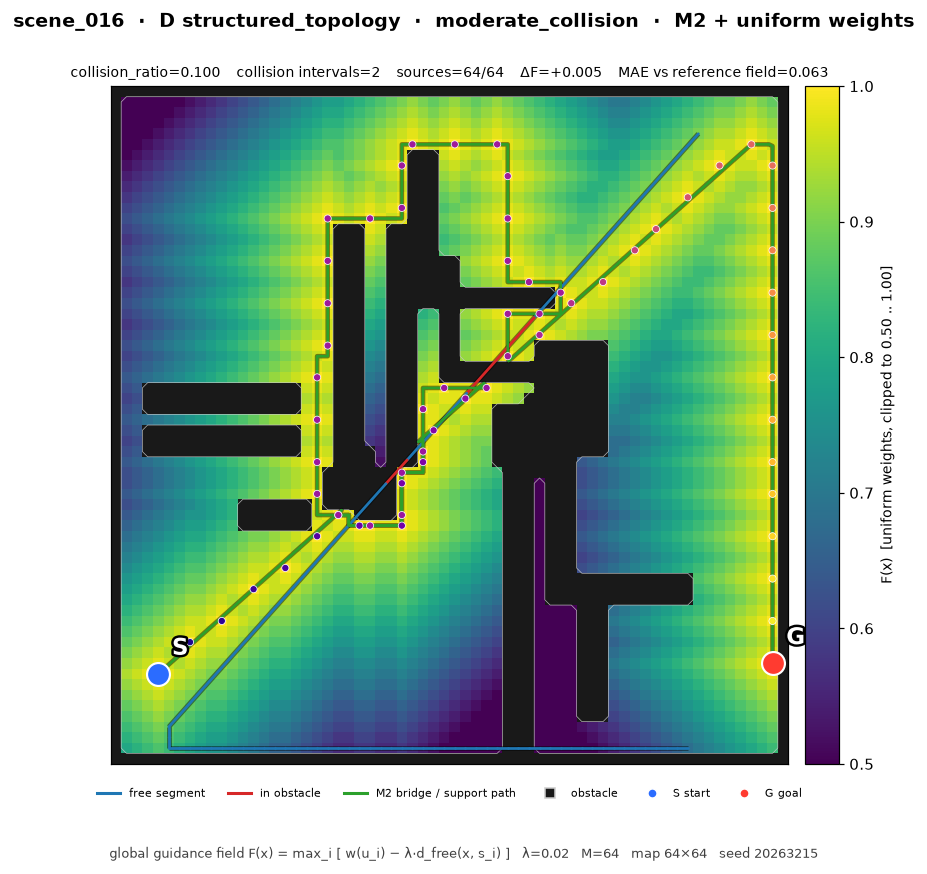 scene_016 · D structured_topology · moderate_collision · M2 + uniform weights
collision_ratio=0.100 collision intervals=2 sources=64/64 ΔF=+0.005 MAE vs reference field=0.063
1.0
0.9
0.8
0.7
0.6
0.5
F(x) [uniform weights, clipped to 0.50 .. 1.00]
S
G
free segment in obstacle M2 bridge / support path obstacle S start G goal
global guidance field F(x) = max_i [ w(u_i) − λ·d_free(x, s_i) ] λ=0.02 M=64 map 64×64 seed 20263215